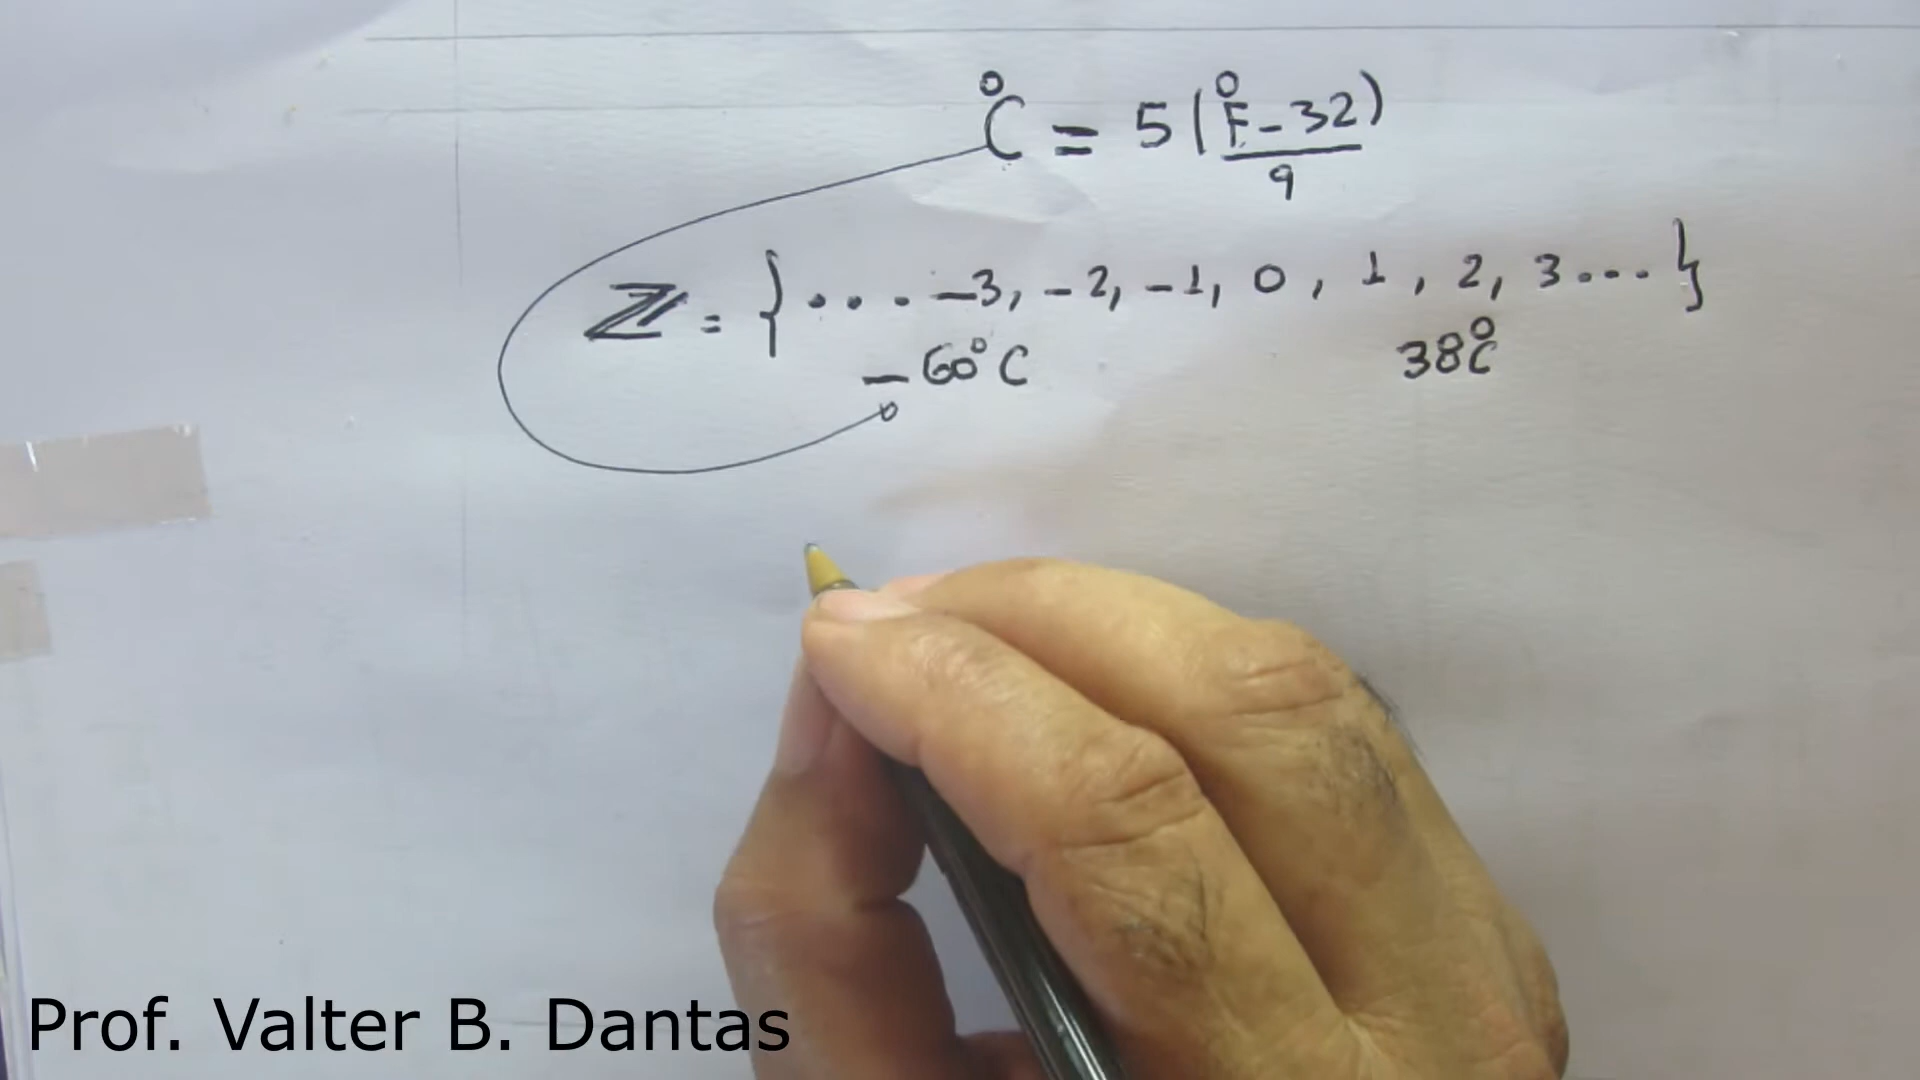 °C = 5(°F-32)
9
ℤ = {....-3, -2, -1, 0, 1, 2, 3...}
-60°C 38°C
Prof. Valter B. Dantas